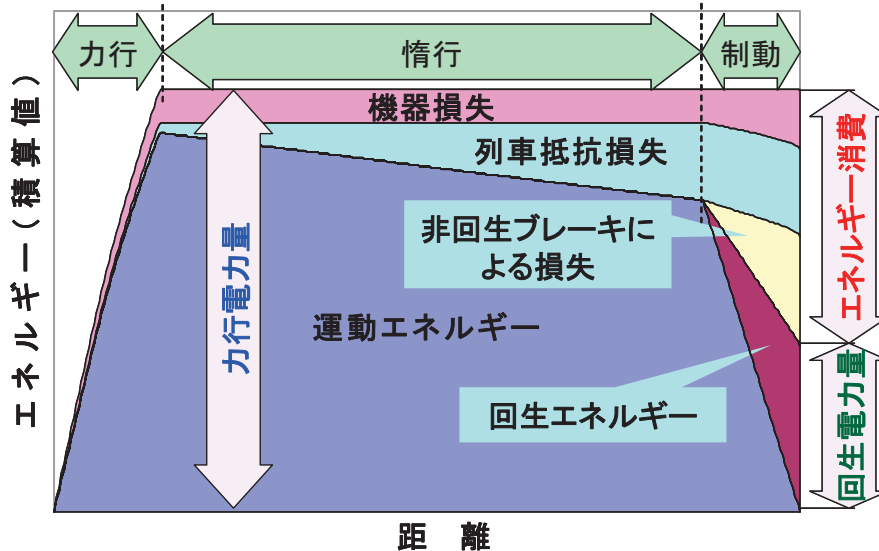 力行
惰行
制動
機器損失
列車抵抗損失
非回生ブレーキに
よる損失
運動エネルギー
回生エネルギー
力行電力量
エネルギー消費
回生電力量
エネルギー(積算値)
距 離